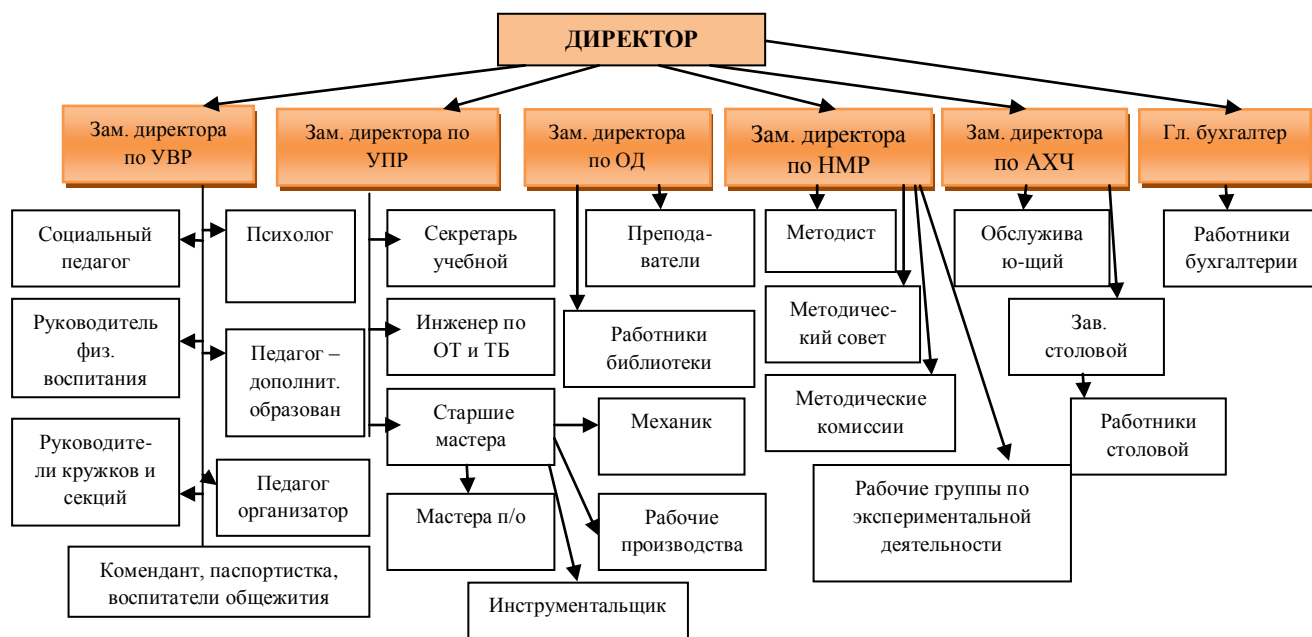 ДИРЕКТОР
Зам. директора
по УВР
Зам. директора по
УПР
Зам. директора
по ОД
Зам. директора
по НМР
Зам. директора
по АХЧ
Гл. бухгалтер
Социальный
педагог
Психолог
Секретарь
учебной
Препода-
ватели
Методист
Обслужива
ю-щий
Работники
бухгалтерии
Руководитель
физ.
воспитания
Педагог –
дополнит.
образован
Инженер по
ОТ и ТБ
Работники
библиотеки
Методичес-
кий совет
Зав.
столовой
Руководите-
ли кружков и
секций
Старшие
мастера
Механик
Методические
комиссии
Работники
столовой
Педагог
организатор
Мастера п/о
Рабочие
производства
Рабочие группы по
экспериментальной
деятельности
Комендант, паспортистка,
воспитатели общежития
Инструментальщик